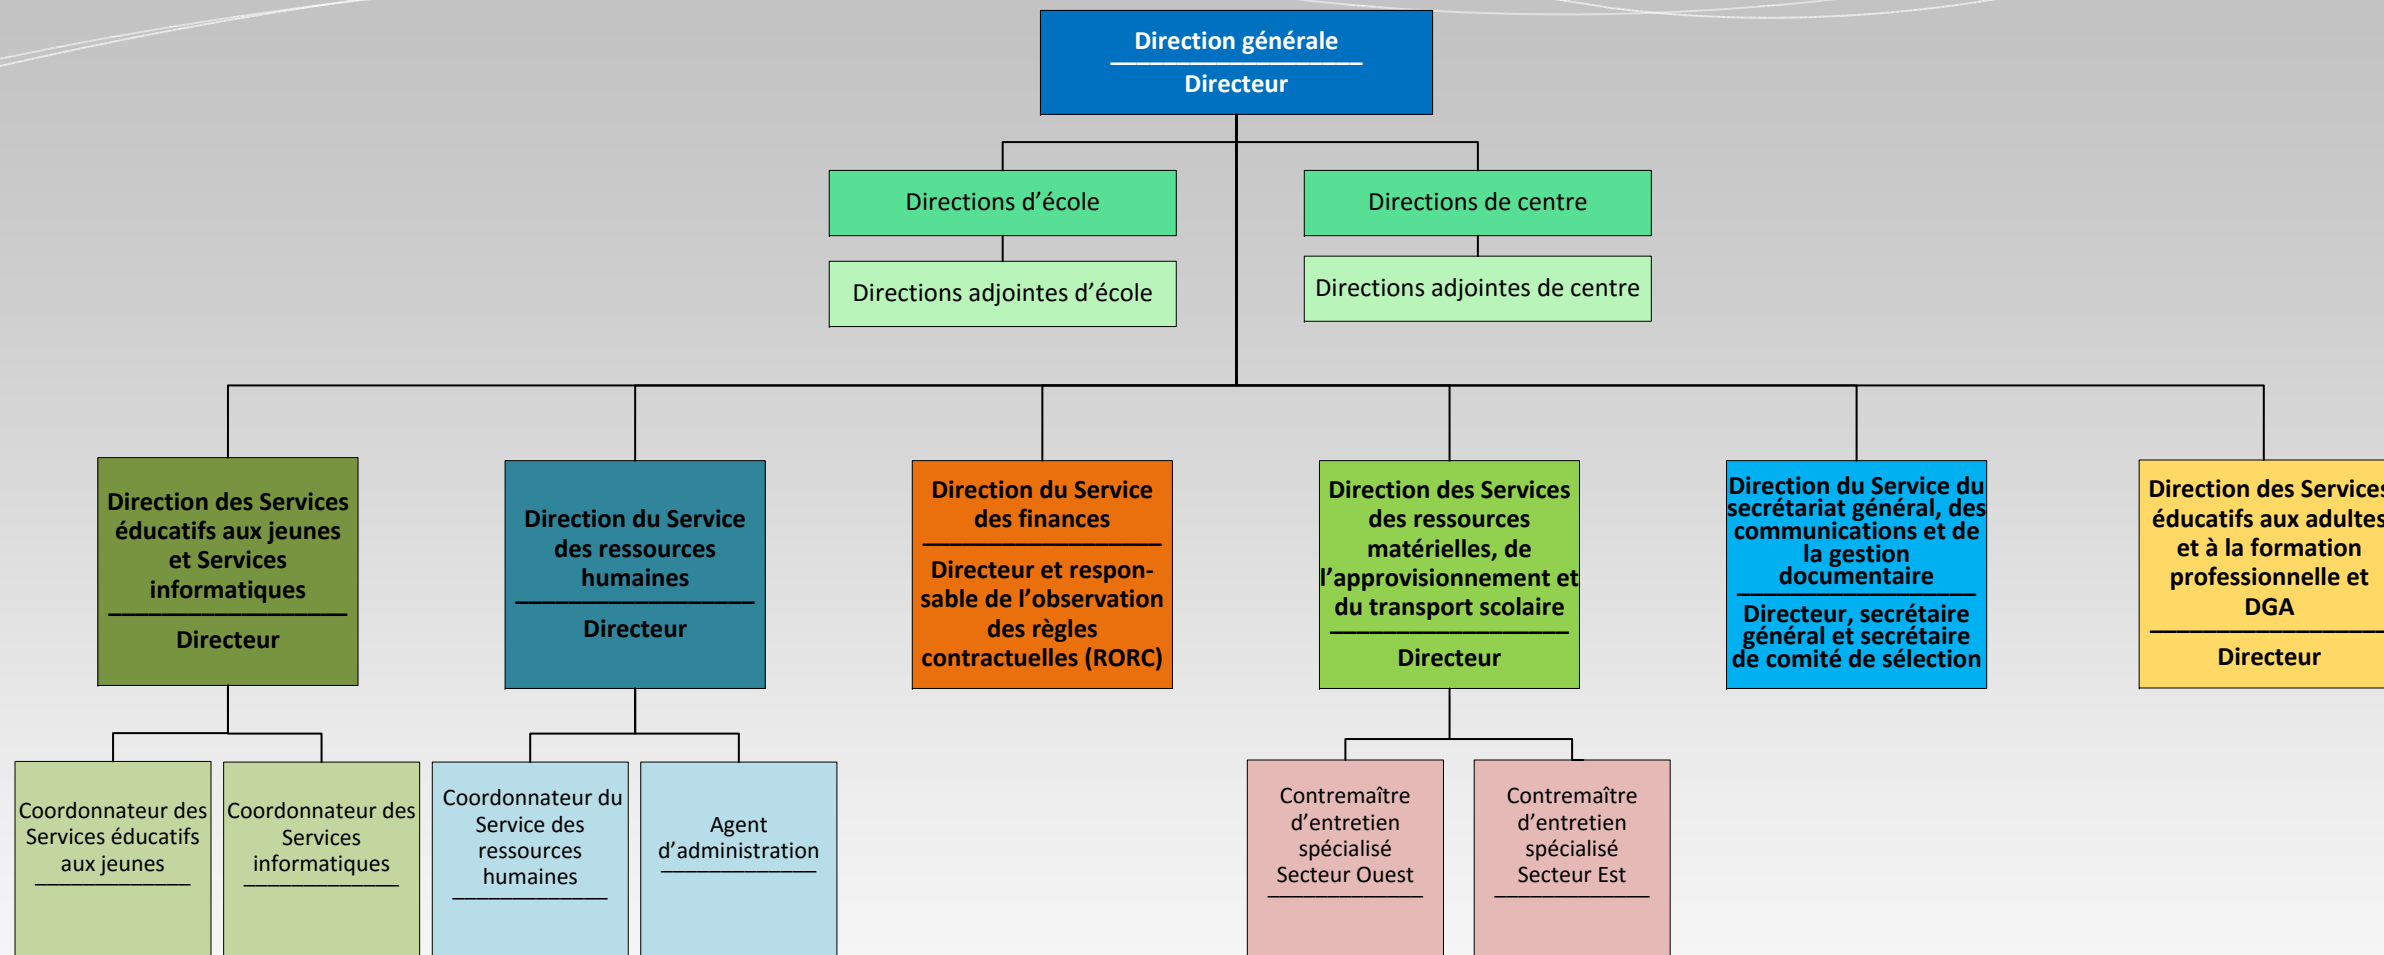 Direction générale
Directeur
Directions d’école
Directions de centre
Directions adjointes d’école
Directions adjointes de centre
Direction des Services
éducatifs aux jeunes
et Services
informatiques
Directeur
Direction du Service
des ressources
humaines
Directeur
Direction du Service
des finances
Directeur et respon-
sable de l’observation
des règles
contractuelles (RORC)
Direction des Services
des ressources
matérielles, de
l’approvisionnement et
du transport scolaire
Directeur
Direction du Service du
secrétariat général, des
communications et de
la gestion
documentaire
Directeur, secrétaire
général et secrétaire
de comité de sélection
Direction des Services
éducatifs aux adultes
et à la formation
professionnelle et
DGA
Directeur
Coordonnateur des
Services éducatifs
aux jeunes
Coordonnateur des
Services
informatiques
Coordonnateur du
Service des
ressources
humaines
Agent
d’administration
Contremaître
d’entretien
spécialisé
Secteur Ouest
Contremaître
d’entretien
spécialisé
Secteur Est